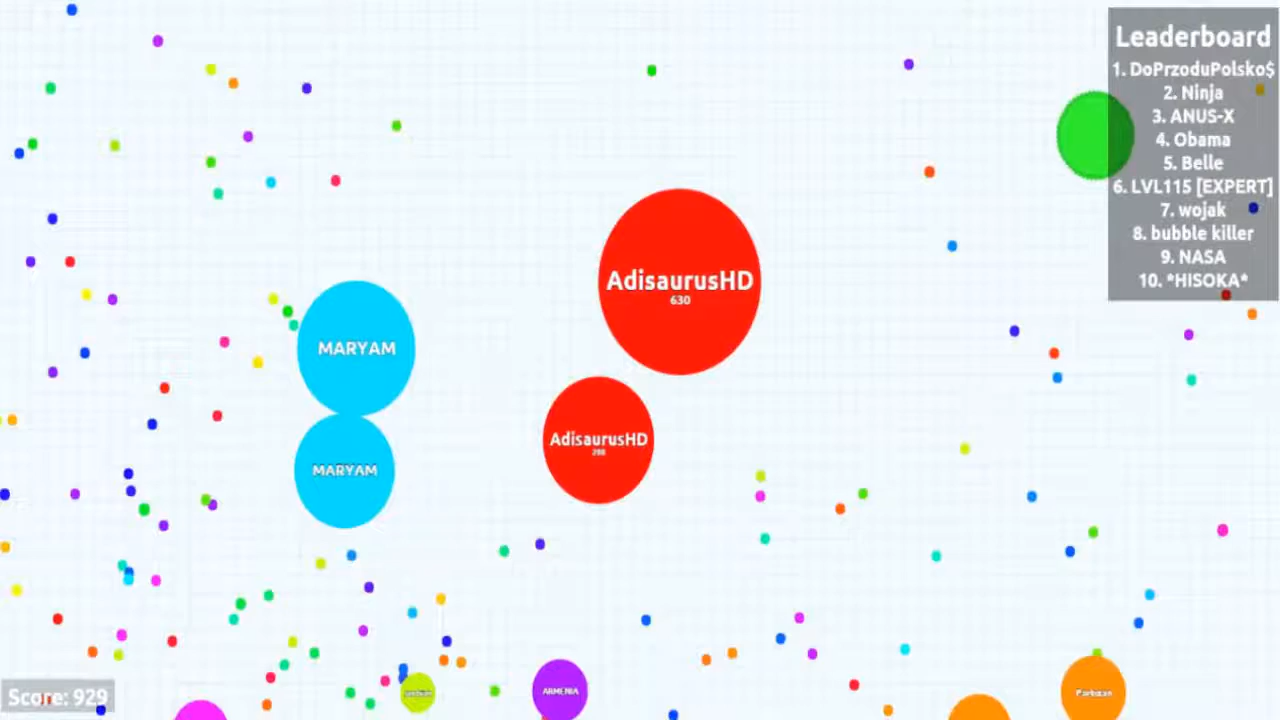 Leaderboard
1. DoPrzoduPolsko$
2. Ninja
3. ANUS-X
4. Obama
5. Belle
6. LVL115 [EXPERT]
7. wojak
8. bubble killer
9. NASA
10. *HISOKA*
AdisaurusHD
630
MARYAM
AdisaurusHD
MARYAM
ARMENIA
Score: 929